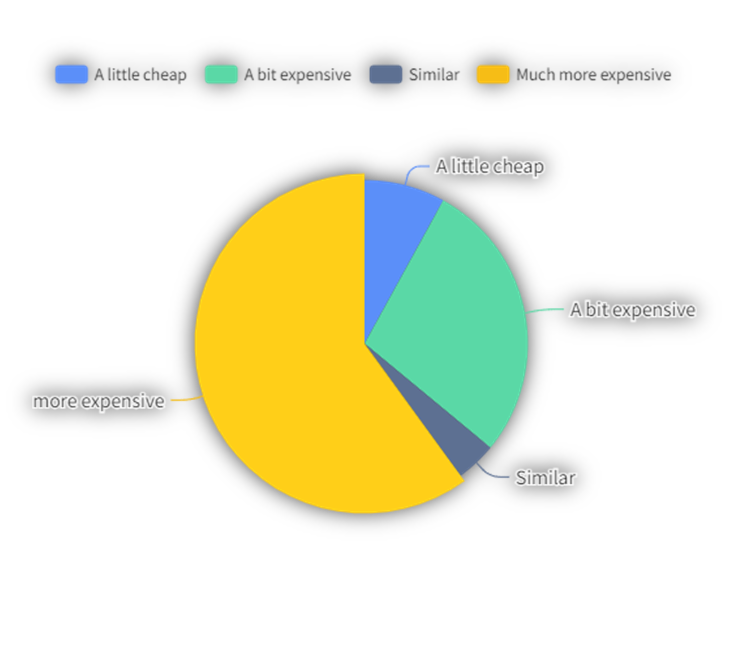 A little cheap
A bit expensive
Similar
Much more expensive
A little cheap
A bit expensive
more expensive
Similar